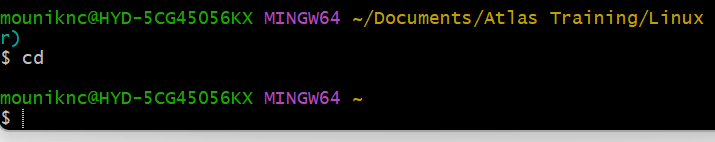 mouniknc@HYD-5CG45056KX MINGW64 ~/Documents/Atlas Training/Linux
r)
$ cd
mouniknc@HYD-5CG45056KX MINGW64 ~
$